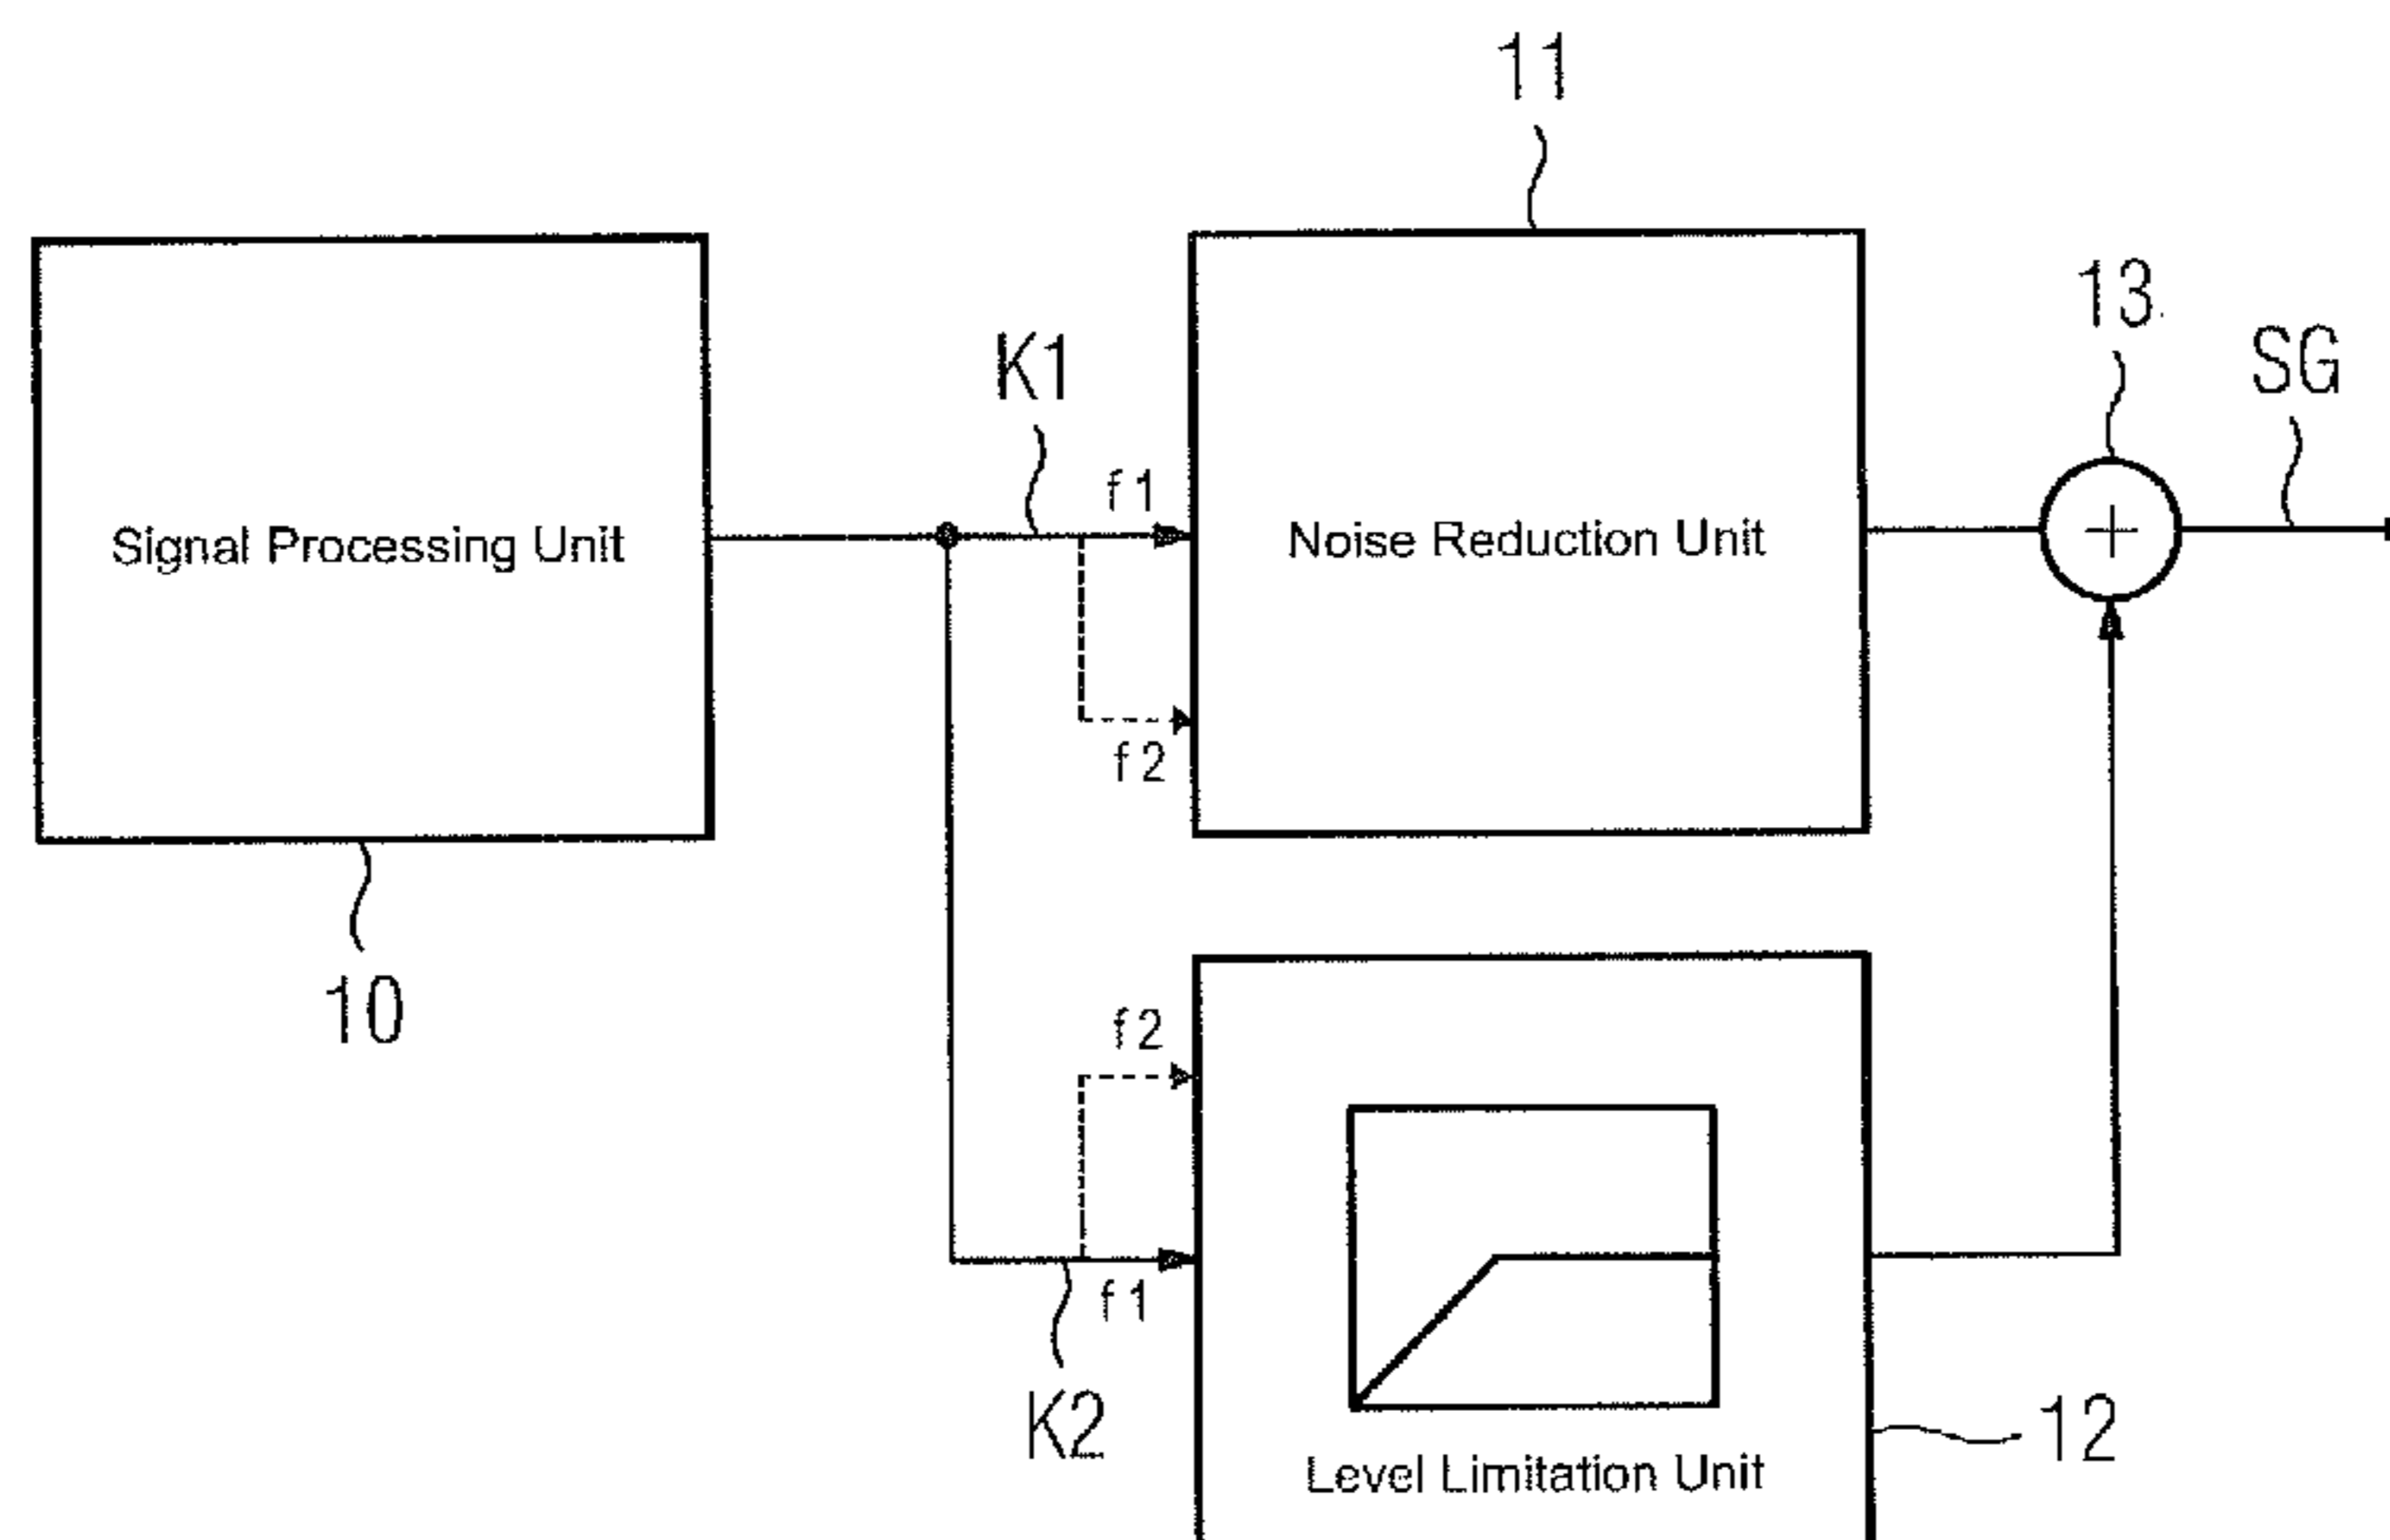 11
13
SG
K1
f1
Signal Processing Unit
Noise Reduction Unit
+
f2
10
f2
f1
K2
12
Level Limitation Unit